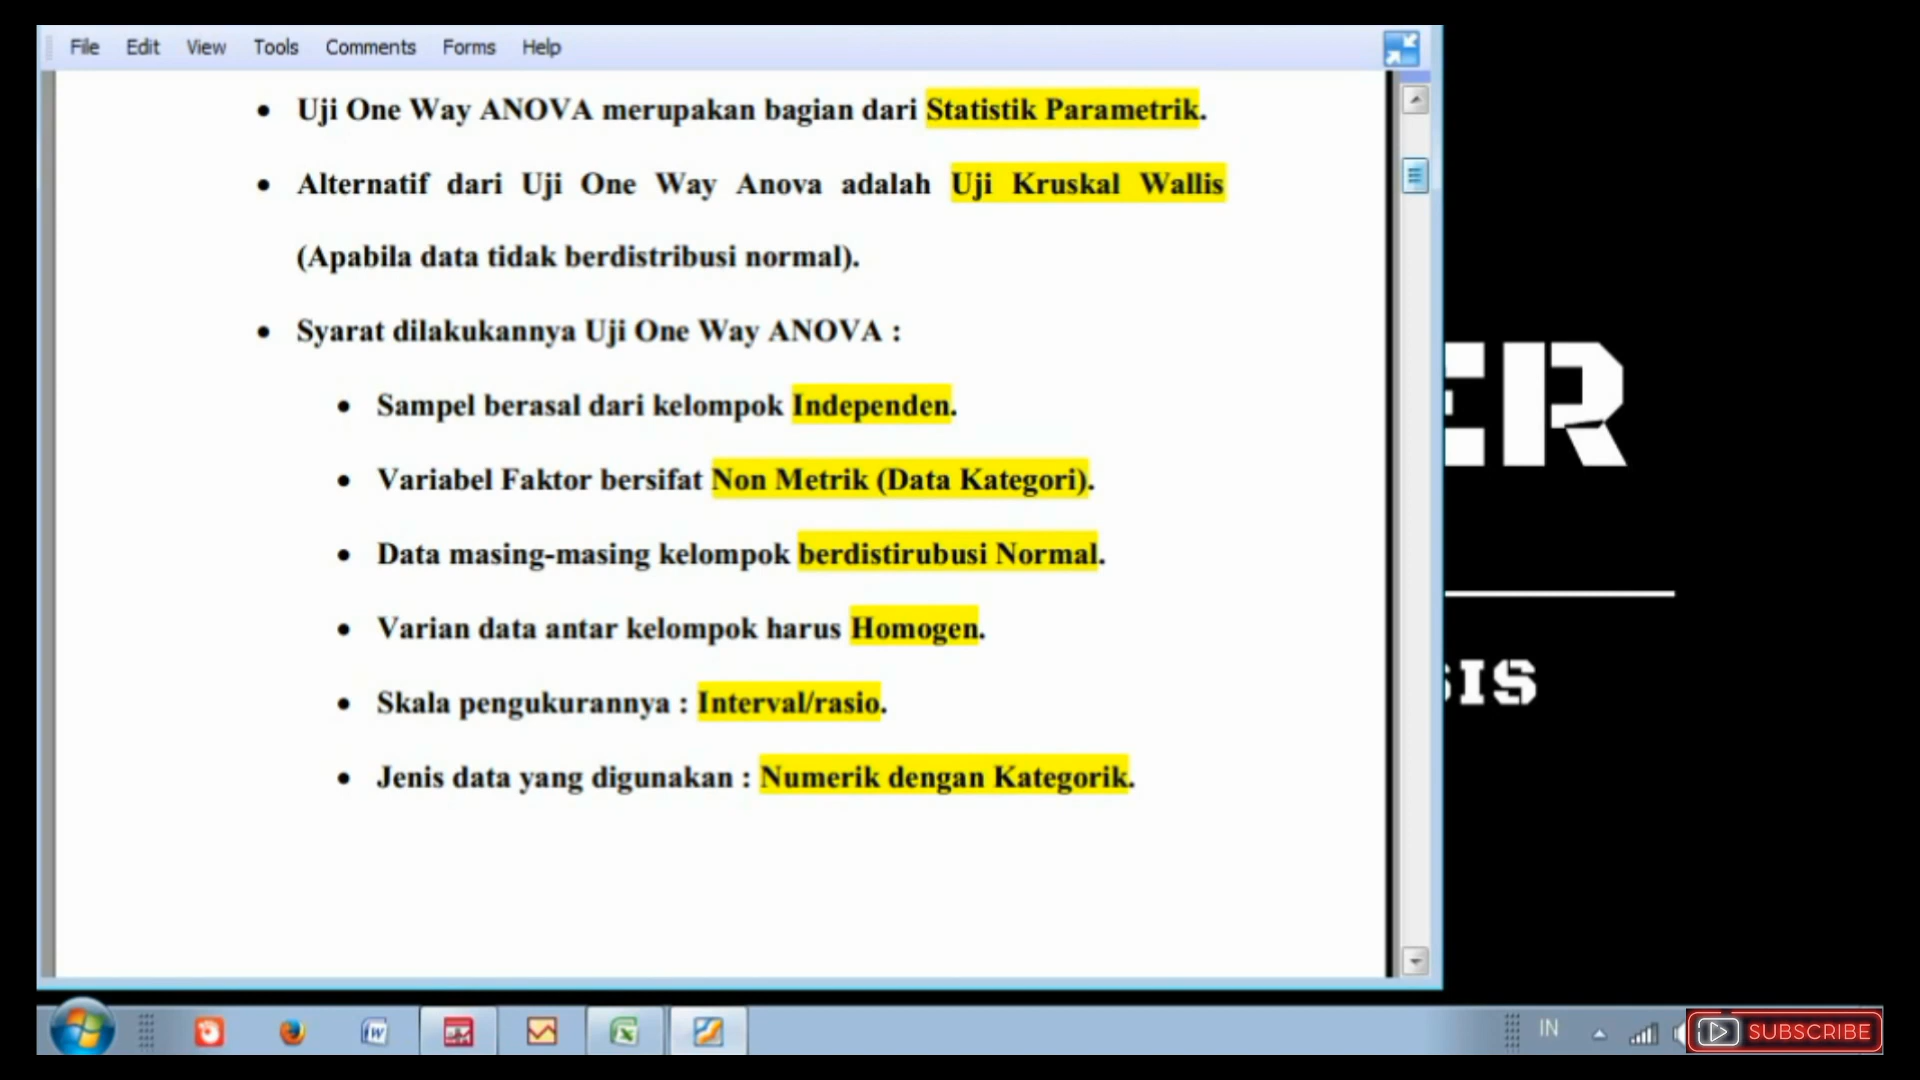 File Edit View Tools Comments Forms Help
• Uji One Way ANOVA merupakan bagian dari Statistik Parametrik.
• Alternatif dari Uji One Way Anova adalah Uji Kruskal Wallis
(Apabila data tidak berdistribusi normal).
• Syarat dilakukannya Uji One Way ANOVA :
• Sampel berasal dari kelompok Independen.
• Variabel Faktor bersifat Non Metrik (Data Kategori).
• Data masing-masing kelompok berdistirubusi Normal.
• Varian data antar kelompok harus Homogen.
• Skala pengukurannya : Interval/rasio.
• Jenis data yang digunakan : Numerik dengan Kategorik.
ER
SIS
IN
SUBSCRIBE